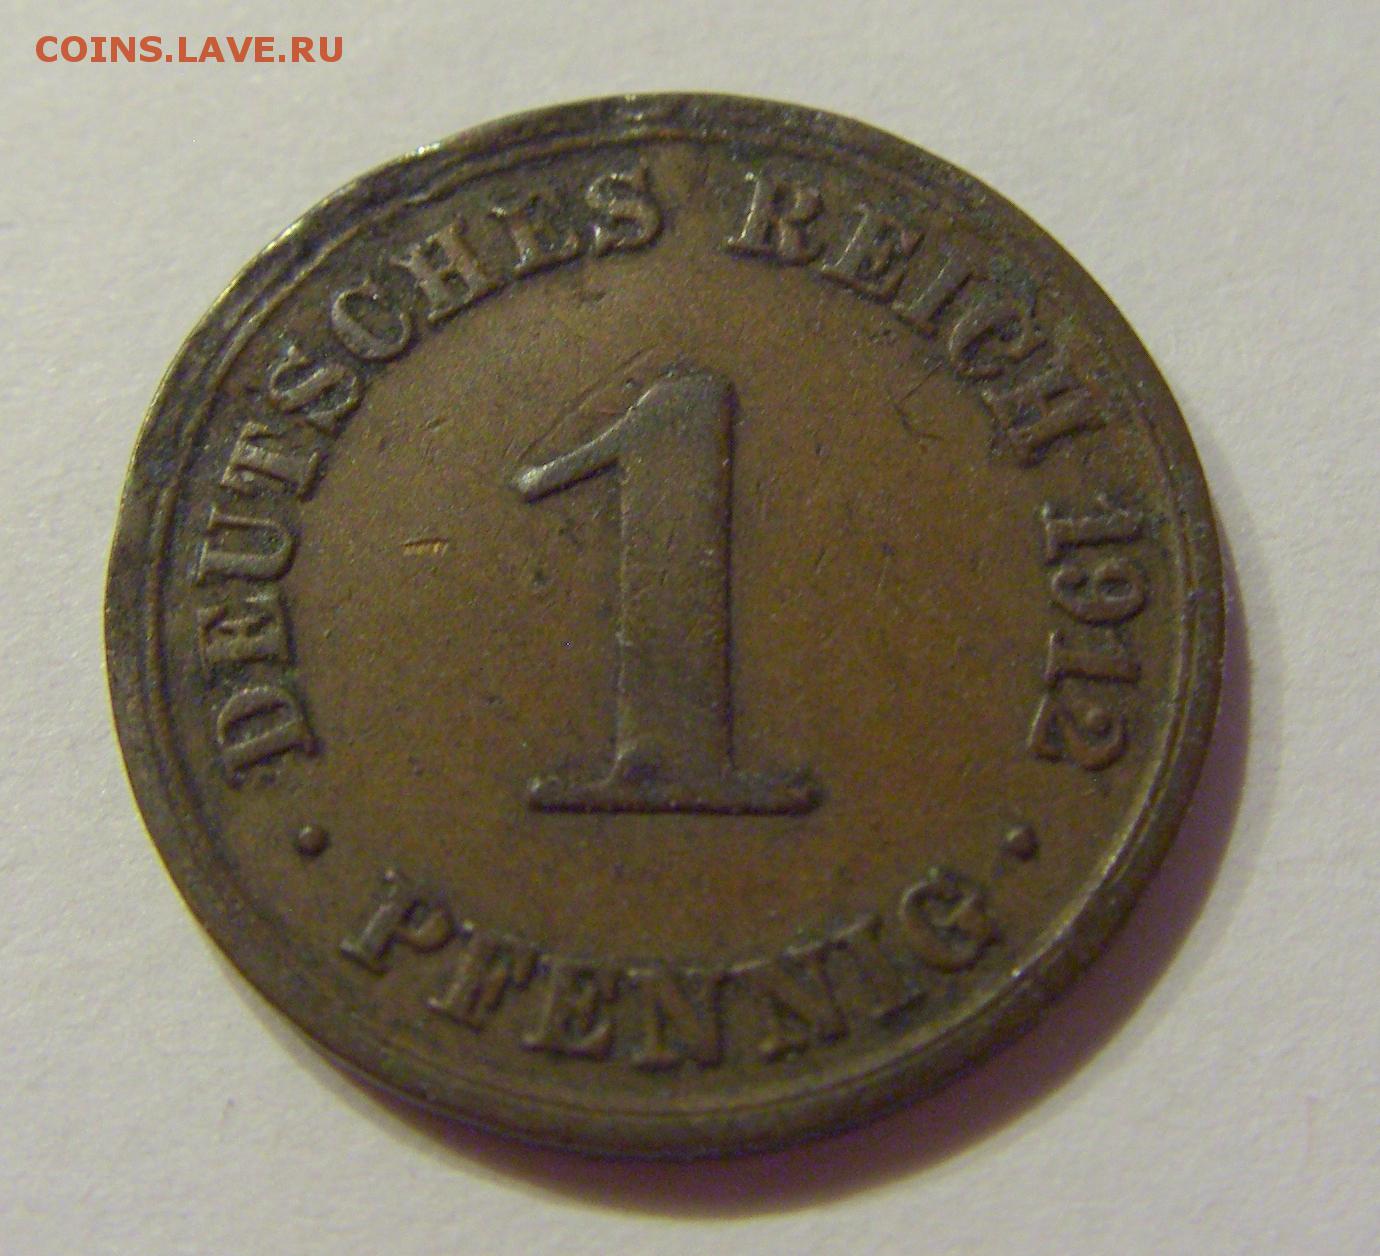 COINS.LAVE.RU
DEUTSCHES REICH 1912
1
• PFENNIG •